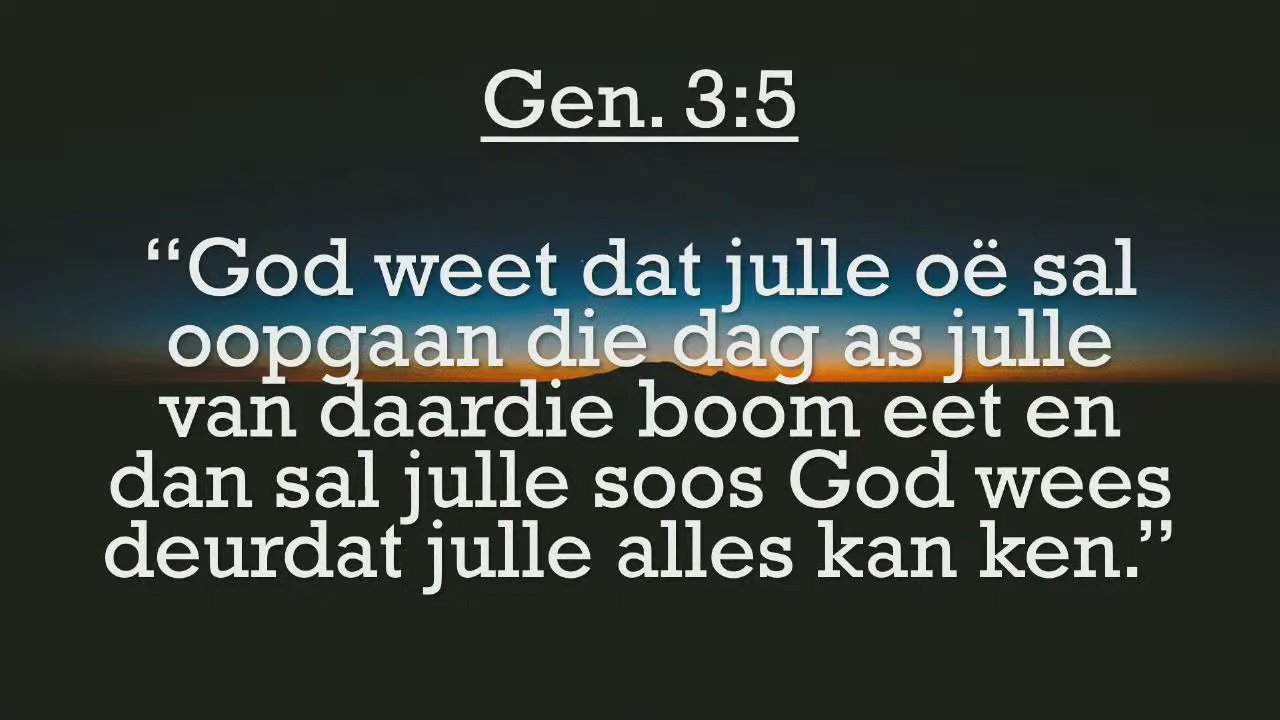 Gen. 3:5
“God weet dat julle oë sal
oopgaan die dag as julle
van daardie boom eet en
dan sal julle soos God wees
deurdat julle alles kan ken.”